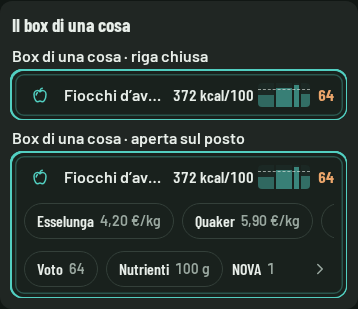 Il box di una cosa
Box di una cosa · riga chiusa
Fiocchi d’av… 372 kcal/100 64
Box di una cosa · aperta sul posto
Fiocchi d’av… 372 kcal/100 64
Esselunga 4,20 €/kg Quaker 5,90 €/kg
Voto 64 Nutrienti 100 g NOVA 1